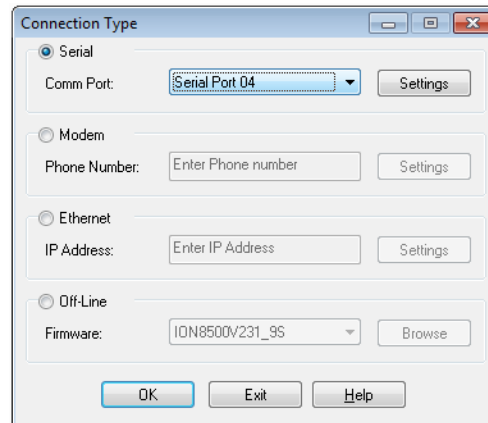 Connection Type
Serial
Comm Port: Serial Port 04 Settings
Modem
Phone Number: Enter Phone number Settings
Ethernet
IP Address: Enter IP Address Settings
Off-Line
Firmware: ION8500V231_9S Browse
OK Exit Help